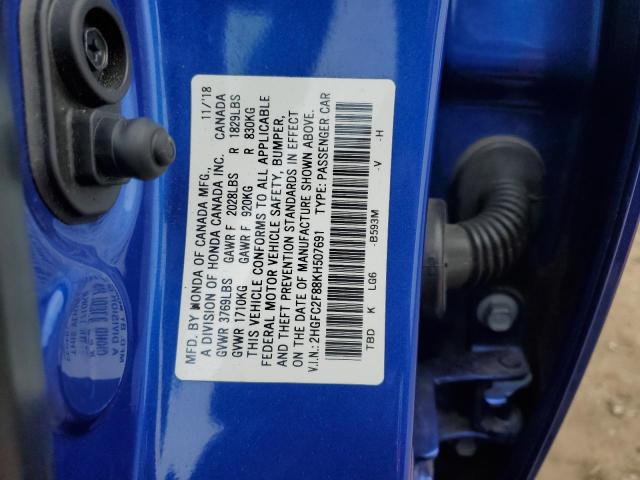 MFD. BY HONDA OF CANADA MFG., 11/'18
A DIVISION OF HONDA CANADA INC. CANADA
GVWR 3769LBS GAWR F 2028LBS R 1829LBS
GVWR 1710KG GAWR F 920KG R 830KG
THIS VEHICLE CONFORMS TO ALL APPLICABLE
FEDERAL MOTOR VEHICLE SAFETY, BUMPER,
AND THEFT PREVENTION STANDARDS IN EFFECT
ON THE DATE OF MANUFACTURE SHOWN ABOVE.
V.I.N.: 2HGFC2F88KH507691 TYPE: PASSENGER CAR
TBD K LG6 -B593M -V -H